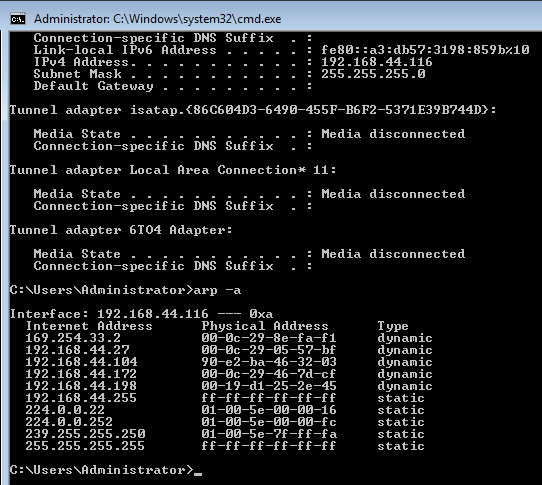 Administrator: C:\Windows\system32\cmd.exe
Connection-specific DNS Suffix  . :
Link-local IPv6 Address . . . . . : fe80::a3:db57:3198:859b%10
IPv4 Address. . . . . . . . . . . : 192.168.44.116
Subnet Mask . . . . . . . . . . . : 255.255.255.0
Default Gateway . . . . . . . . . :
Tunnel adapter isatap.{86C604D3-6490-455F-B6F2-5371E39B744D}:
Media State . . . . . . . . . . . : Media disconnected
Connection-specific DNS Suffix  . :
Tunnel adapter Local Area Connection* 11:
Media State . . . . . . . . . . . : Media disconnected
Connection-specific DNS Suffix  . :
Tunnel adapter 6TO4 Adapter:
Media State . . . . . . . . . . . : Media disconnected
Connection-specific DNS Suffix  . :
C:\Users\Administrator>arp -a
Interface: 192.168.44.116 --- 0xa
Internet Address      Physical Address      Type
169.254.33.2          00-0c-29-8e-fa-f1     dynamic
192.168.44.27         00-0c-29-05-57-bf     dynamic
192.168.44.104        90-e2-ba-46-32-03     dynamic
192.168.44.172        00-0c-29-46-7d-cf     dynamic
192.168.44.198        00-19-d1-25-2e-45     dynamic
192.168.44.255        ff-ff-ff-ff-ff-ff     static
224.0.0.22            01-00-5e-00-00-16     static
224.0.0.252           01-00-5e-00-00-fc     static
239.255.255.250       01-00-5e-7f-ff-fa     static
255.255.255.255       ff-ff-ff-ff-ff-ff     static
C:\Users\Administrator>_